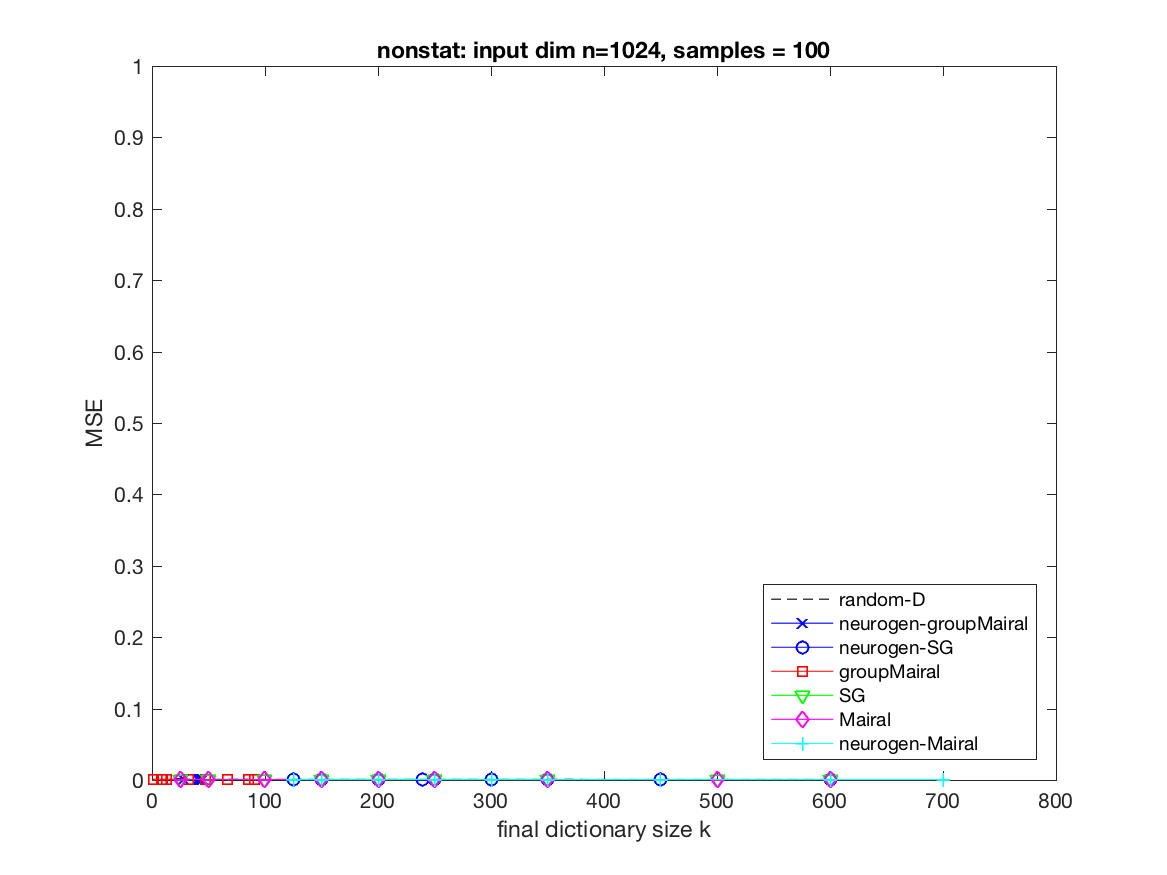 nonstat: input dim n=1024, samples = 100
1
0.9
0.8
0.7
0.6
0.5
0.4
0.3
0.2
0.1
0
MSE
random-D
neurogen-groupMairal
neurogen-SG
groupMairal
SG
Mairal
neurogen-Mairal
0 100 200 300 400 500 600 700 800
final dictionary size k